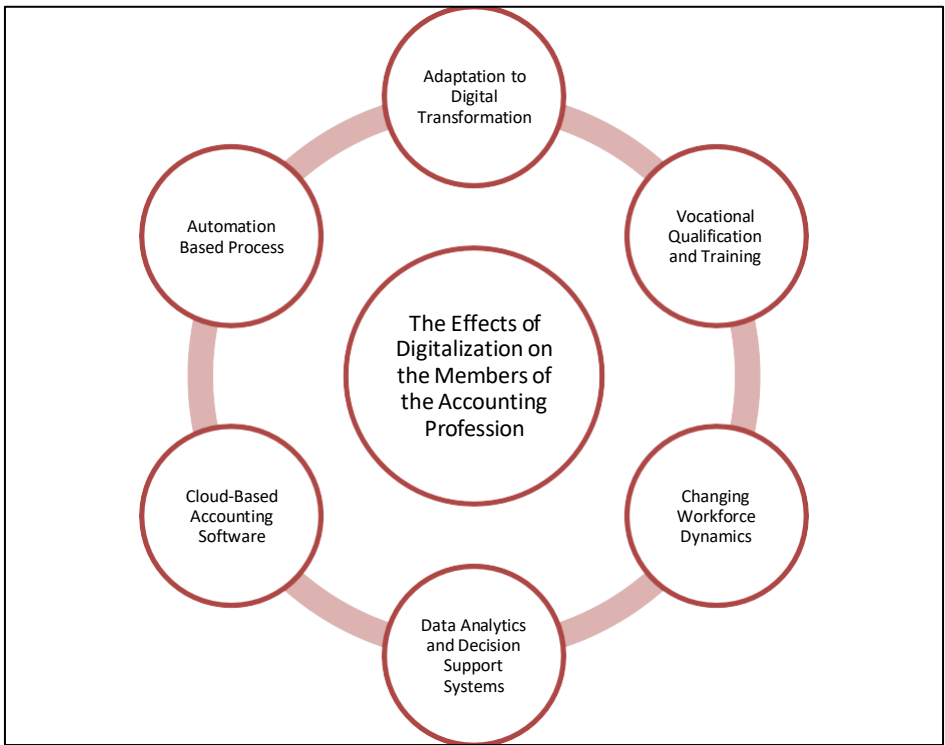 Adaptation to
Digital
Transformation
Vocational
Qualification
and Training
Changing
Workforce
Dynamics
Data Analytics
and Decision
Support
Systems
Cloud-Based
Accounting
Software
Automation
Based Process
The Effects of
Digitalization on
the Members of
the Accounting
Profession